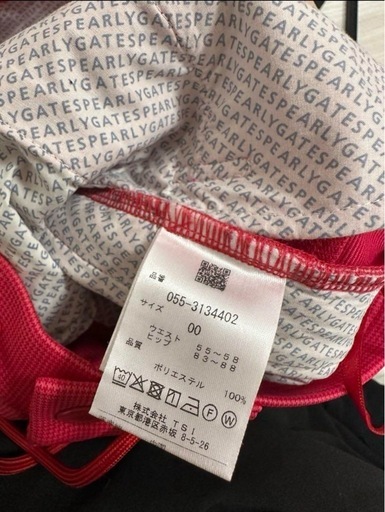 PEARLYGATESPEARLYGATESPEARLYGATES
品番
055-3134402
サイズ
00
ウエスト 55~58
ヒップ 83~88
品質
ポリエステル 100%
40
F W
株式会社 TSI
東京都港区赤坂 8-5-26